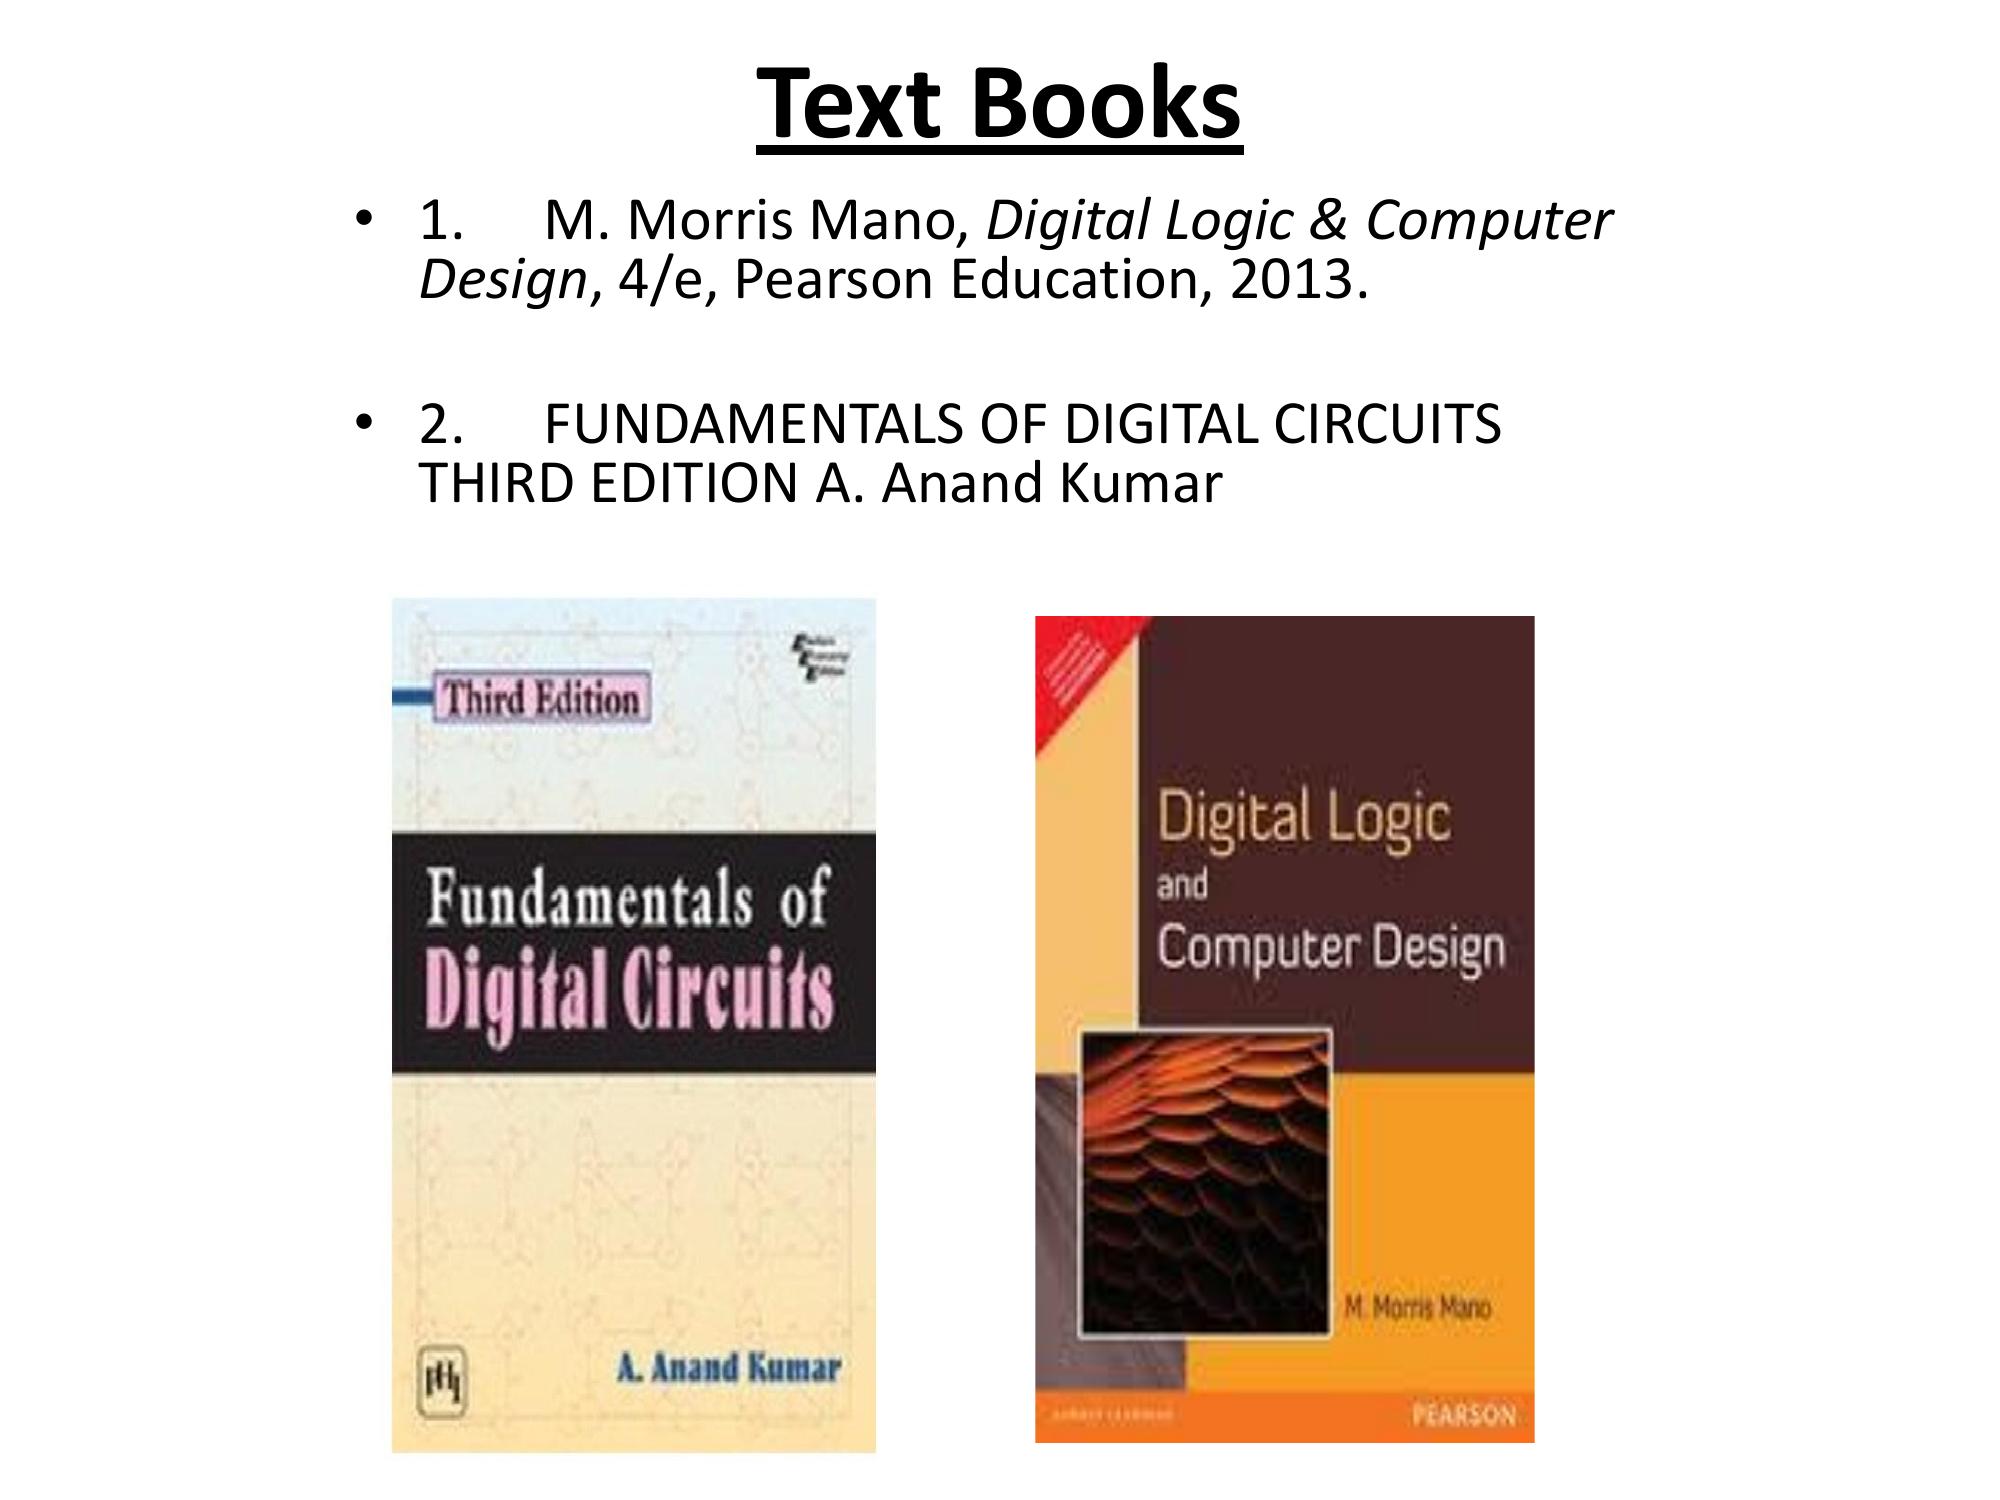 Text Books
• 1. M. Morris Mano, Digital Logic & Computer
Design, 4/e, Pearson Education, 2013.
• 2. FUNDAMENTALS OF DIGITAL CIRCUITS
THIRD EDITION A. Anand Kumar
Third Edition
Fundamentals of
Digital Circuits
A. Anand Kumar
PHI
Digital Logic
and
Computer Design
M. Morris Mano
PEARSON